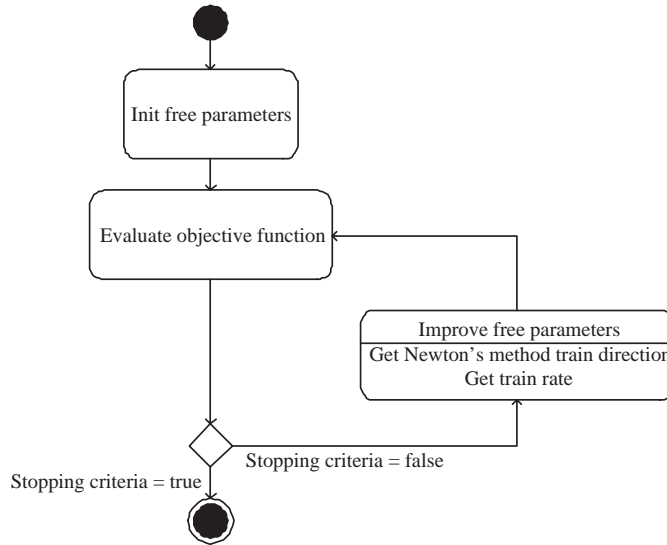 Init free parameters
Evaluate objective function
Improve free parameters
Get Newton’s method train direction
Get train rate
Stopping criteria = false
Stopping criteria = true